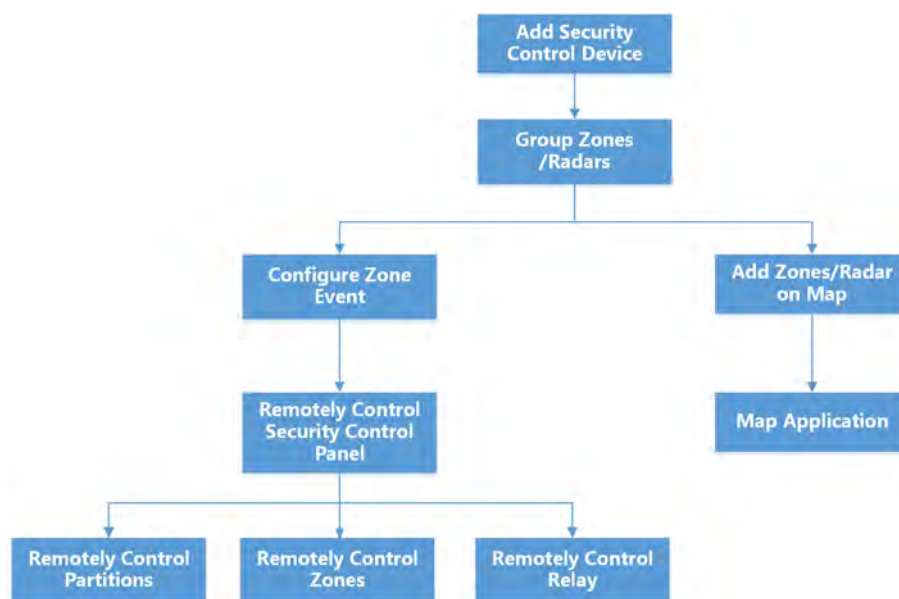 Add Security
Control Device
Group Zones
/Radars
Configure Zone
Event
Add Zones/Radar
on Map
Remotely Control
Security Control
Panel
Map Application
Remotely Control
Partitions
Remotely Control
Zones
Remotely Control
Relay